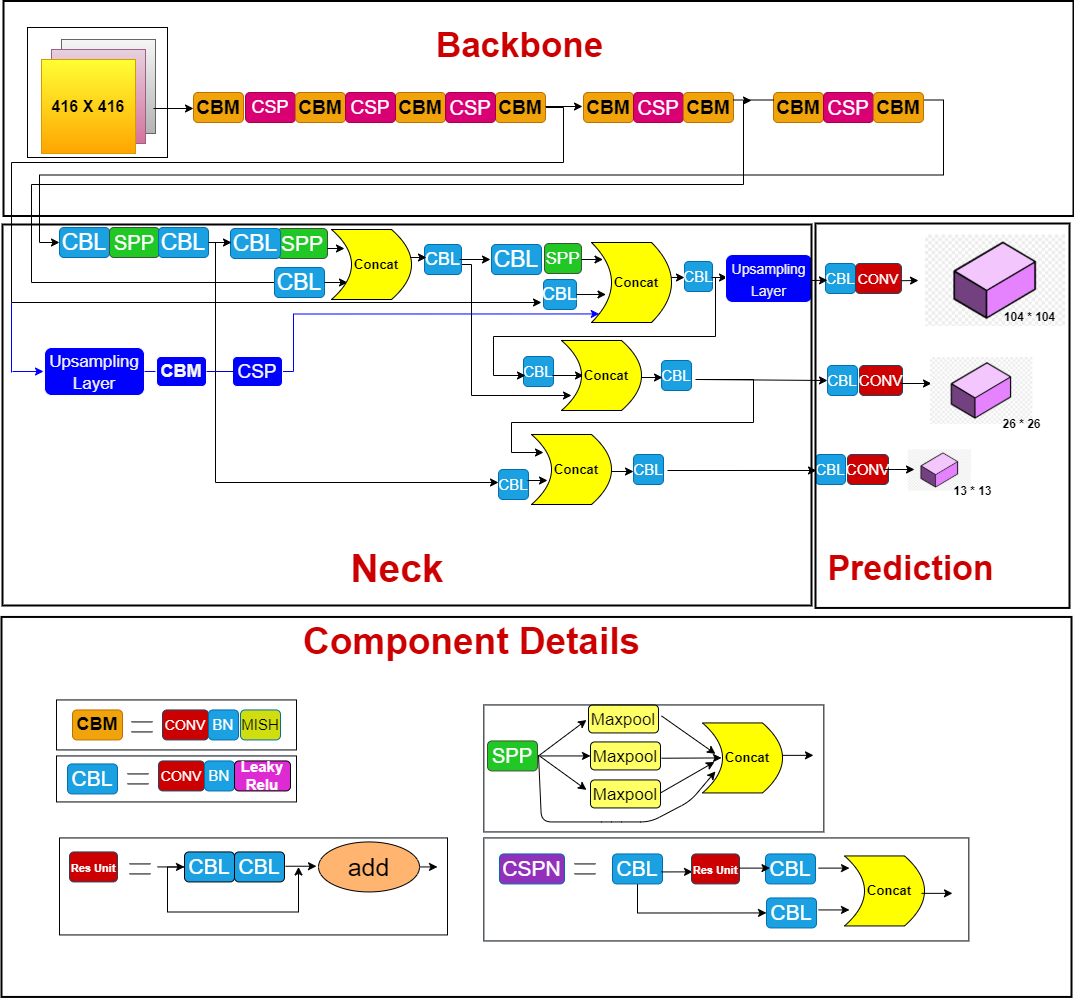 Backbone
416 X 416
CBM CSP CBM CSP CBM CSP CBM CBM CSP CBM CBM CSP CBM
CBL SPP CBL CBL SPP
Concat
CBL
CBL
CBL SPP
CBL
Concat
CBL
Upsampling
Layer
CBL CONV
104 * 104
Upsampling
Layer
CBM
CSP
CBL
Concat
CBL
CBL CONV
26 * 26
CBL
Concat
CBL
CBL CONV
13 * 13
Neck
Prediction
Component Details
CBM = CONV BN MISH
CBL = CONV BN Leaky
Relu
SPP
Maxpool
Maxpool
Maxpool
Concat
Res Unit = CBL CBL add
CSPN = CBL Res Unit CBL
CBL
Concat